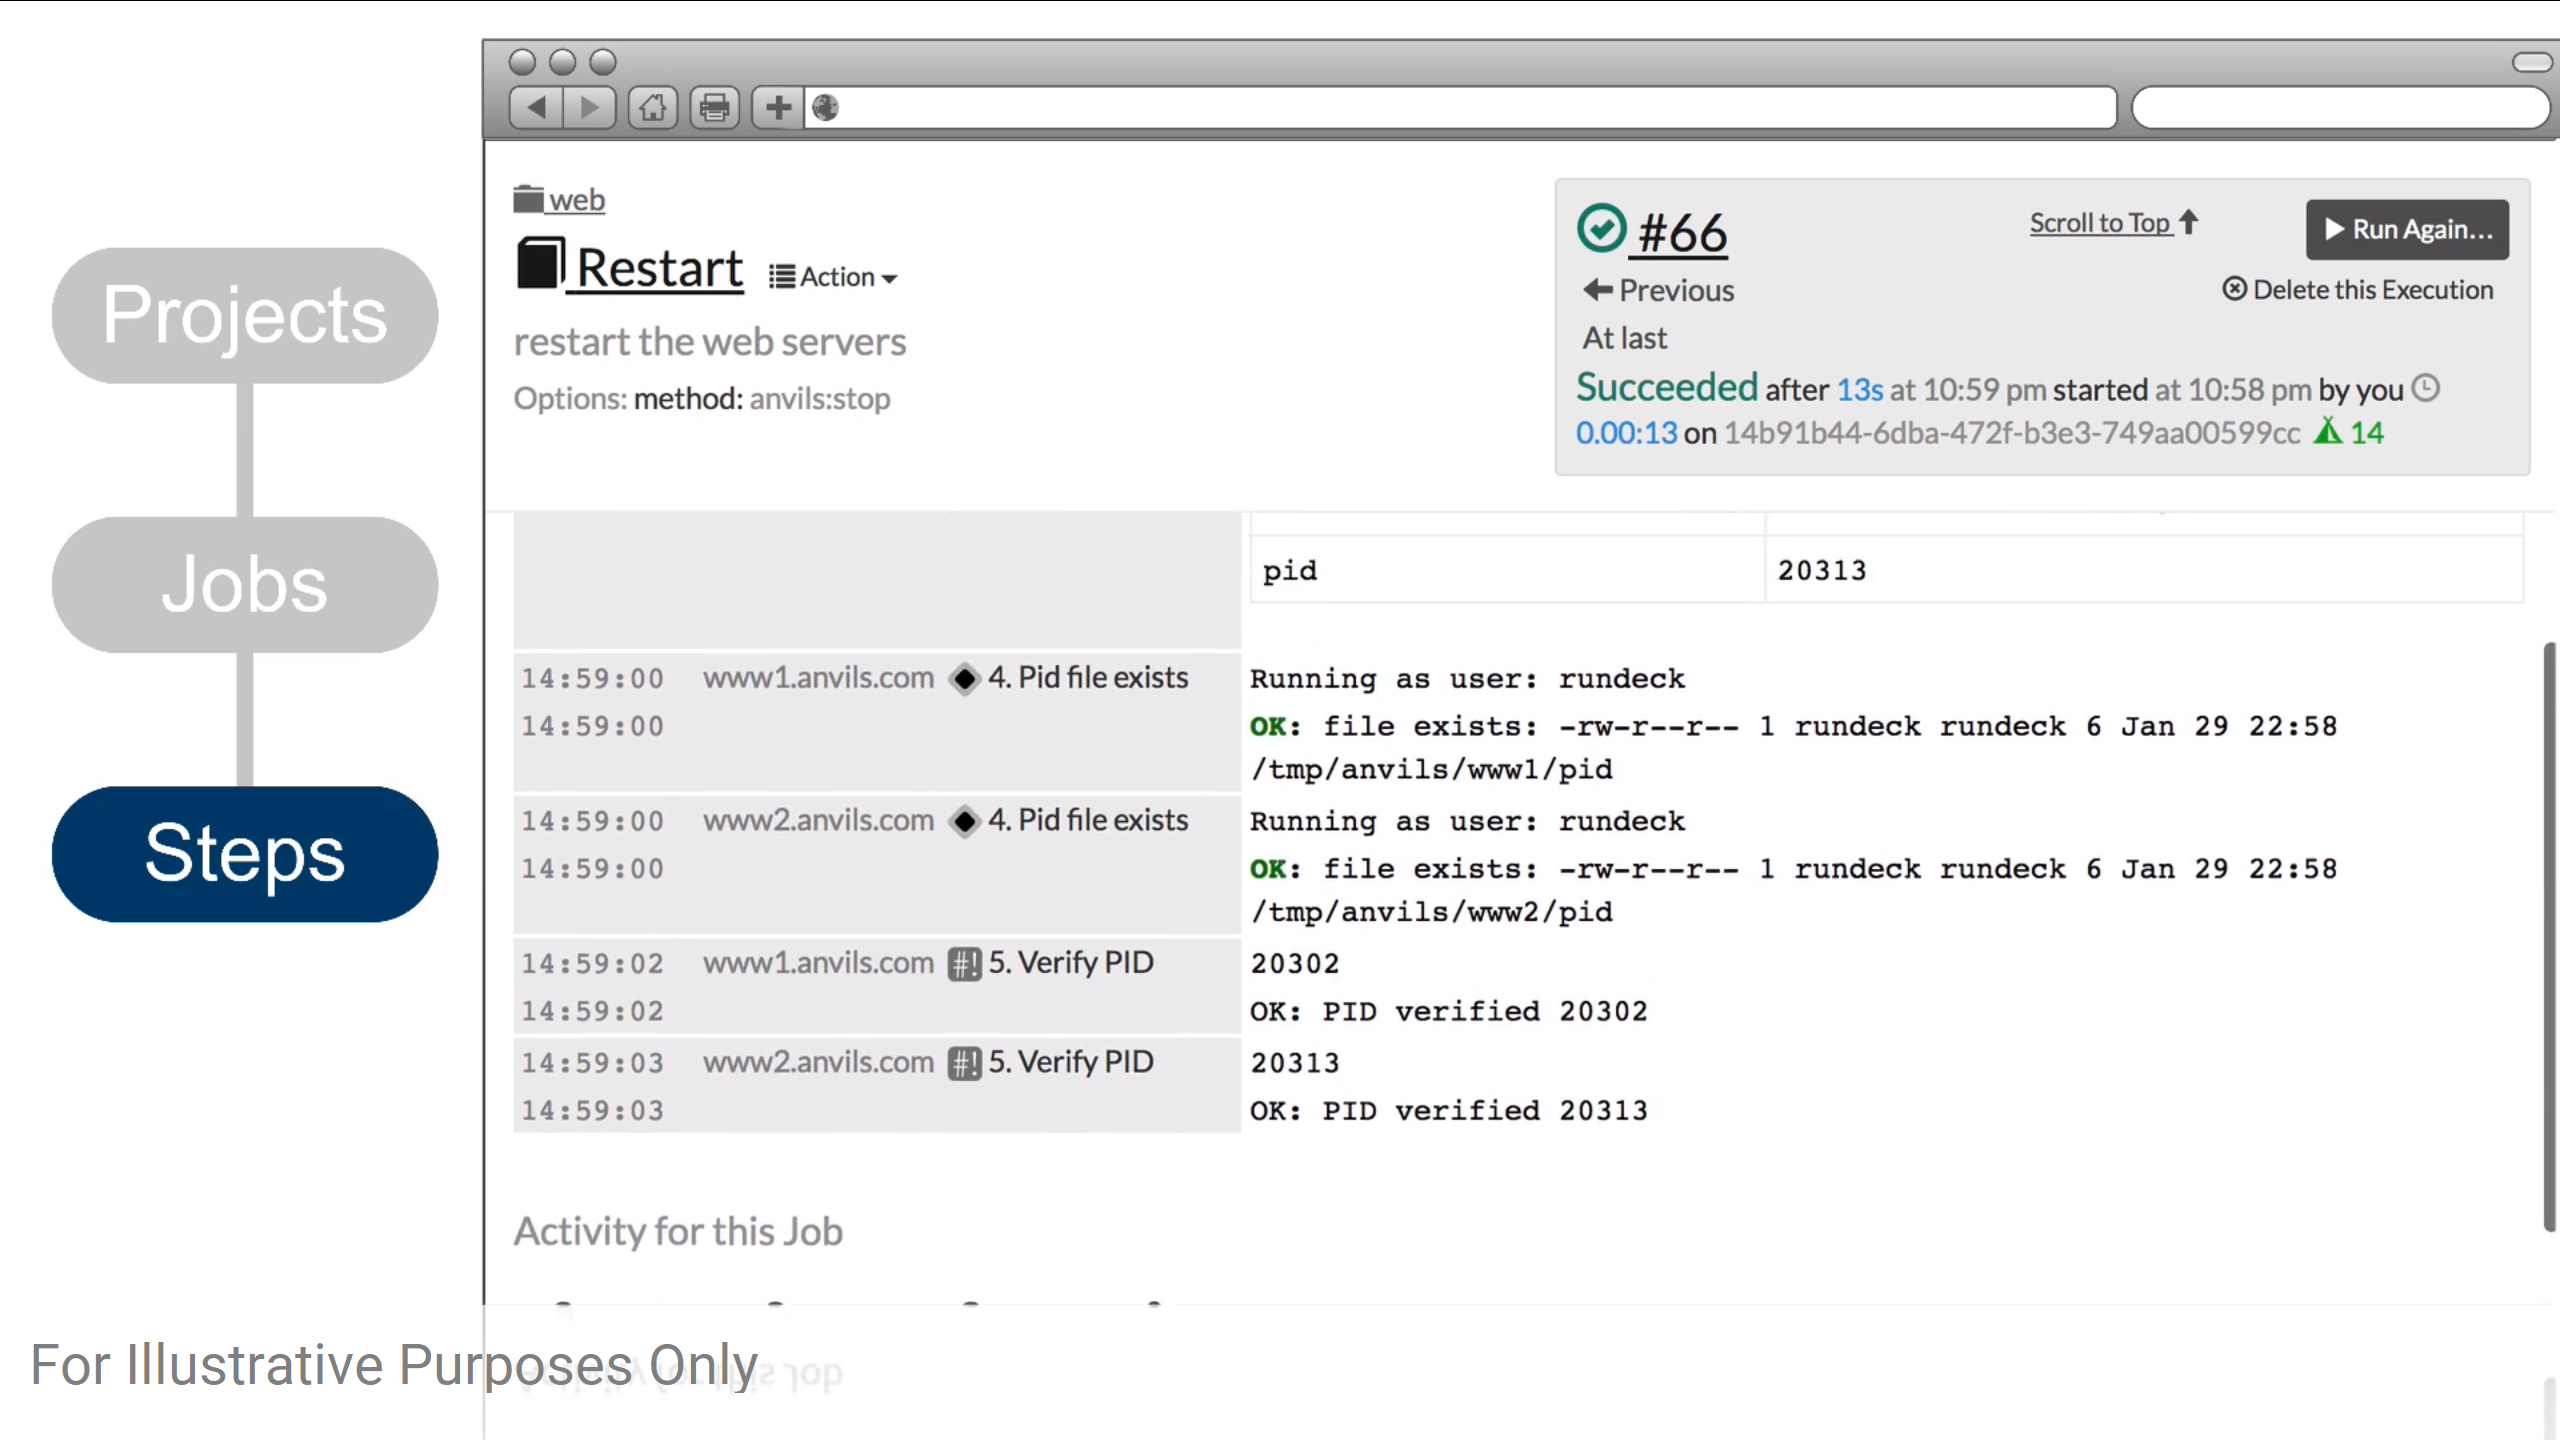 Projects
Jobs
Steps
web
Restart Action
restart the web servers
Options: method: anvils:stop
#66
Scroll to Top
Run Again...
Previous
Delete this Execution
At last
Succeeded after 13s at 10:59 pm started at 10:58 pm by you
0.00:13 on 14b91b44-6dba-472f-b3e3-749aa00599cc 14
pid 20313
14:59:00 www1.anvils.com 4. Pid file exists Running as user: rundeck
14:59:00 OK: file exists: -rw-r--r-- 1 rundeck rundeck 6 Jan 29 22:58
/tmp/anvils/www1/pid
14:59:00 www2.anvils.com 4. Pid file exists Running as user: rundeck
14:59:00 OK: file exists: -rw-r--r-- 1 rundeck rundeck 6 Jan 29 22:58
/tmp/anvils/www2/pid
14:59:02 www1.anvils.com #! 5. Verify PID 20302
14:59:02 OK: PID verified 20302
14:59:03 www2.anvils.com #! 5. Verify PID 20313
14:59:03 OK: PID verified 20313
Activity for this Job
For Illustrative Purposes Only